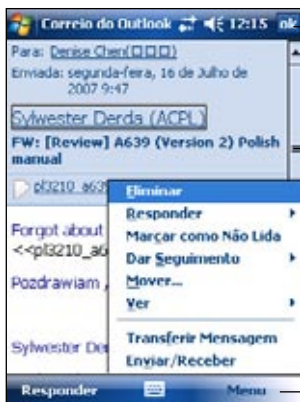 Correio do Outlook 12:15 ok
Para: Denise Chen(□□□)
Enviada: segunda-feira, 16 de Julho de
2007 9:47
Sylwester Derda (ACPL)
FW: [Review] A639 (Version 2) Polish
manual
pl3210_a639
Forgot about
<<pl3210_a6
Pozdrawiam ,
Sylwester Der
Eliminar
Responder
Marcar como Não Lida
Dar Seguimento
Mover...
Ver
Transferir Mensagem
Enviar/Receber
Responder Menu